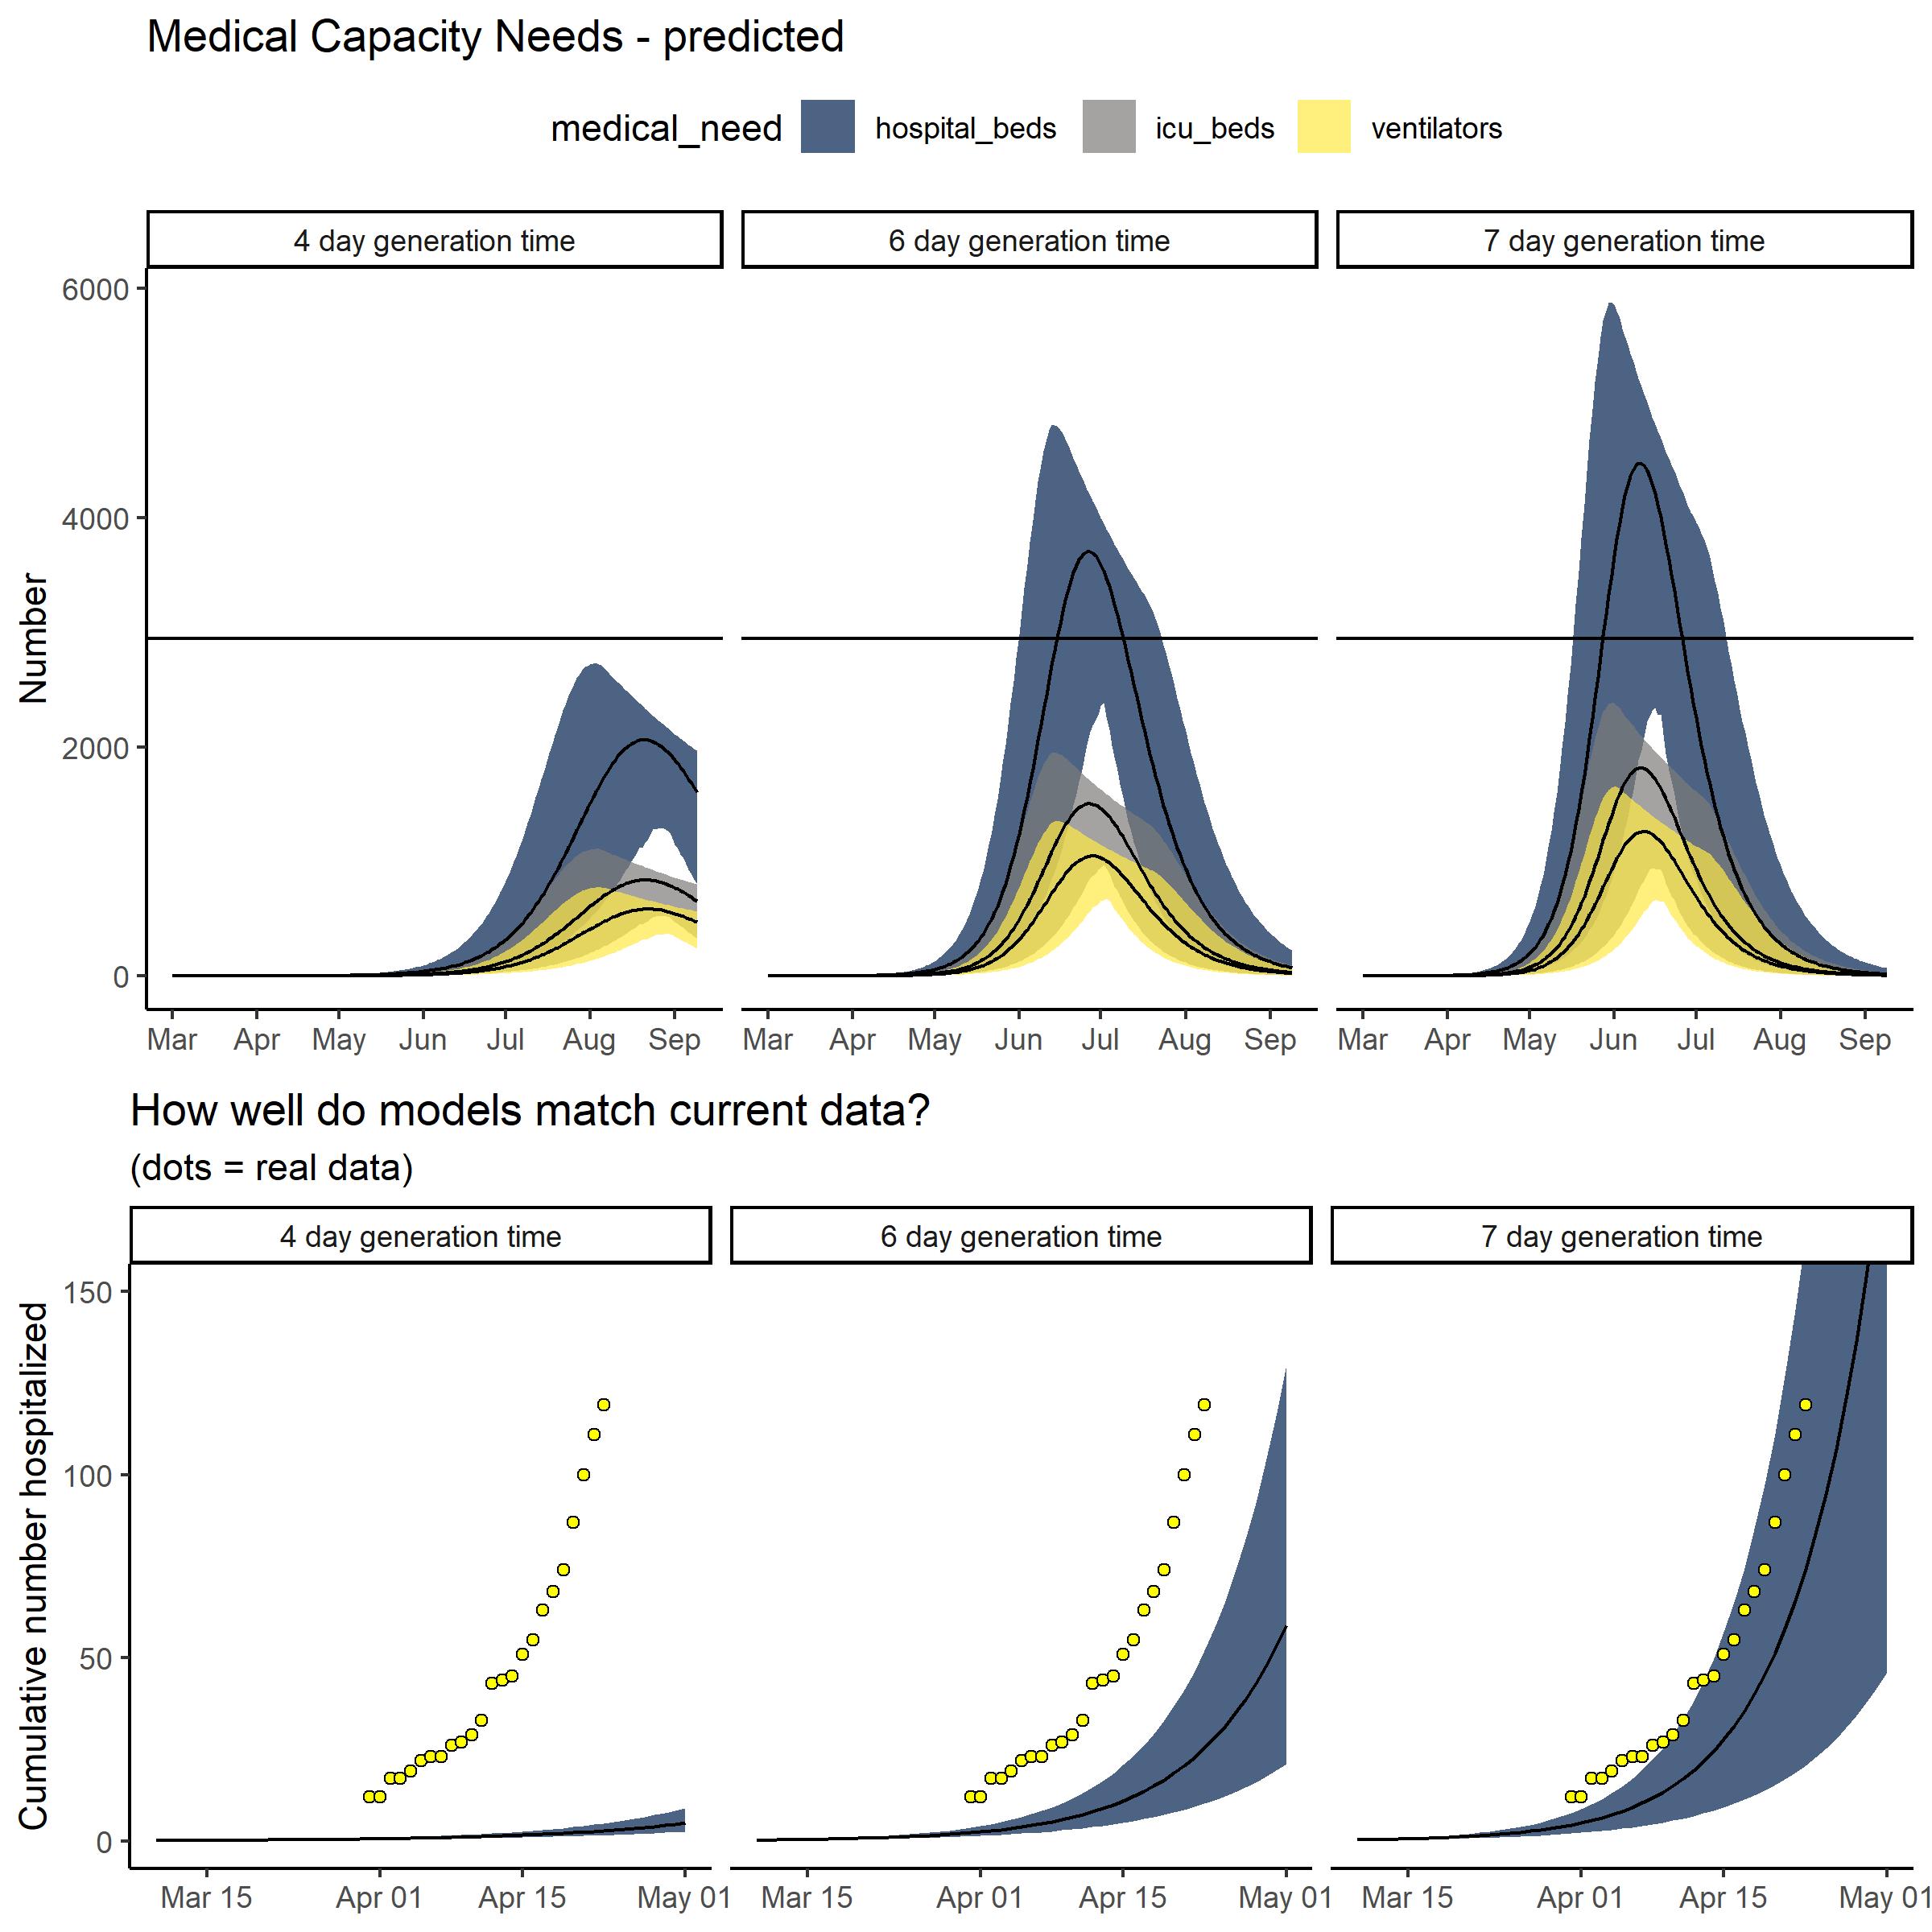 Medical Capacity Needs - predicted
medical_need hospital_beds icu_beds ventilators
4 day generation time 6 day generation time 7 day generation time
6000
4000
2000
0
Number
Mar Apr May Jun Jul Aug Sep Mar Apr May Jun Jul Aug Sep Mar Apr May Jun Jul Aug Sep
How well do models match current data?
(dots = real data)
4 day generation time 6 day generation time 7 day generation time
150
100
50
0
Cumulative number hospitalized
Mar 15 Apr 01 Apr 15 May 01 Mar 15 Apr 01 Apr 15 May 01 Mar 15 Apr 01 Apr 15 May 01